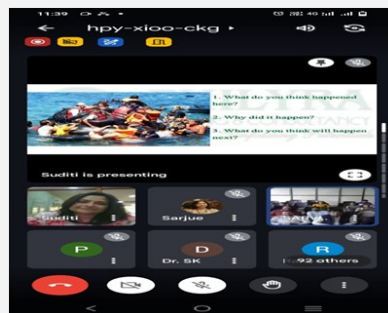 11:39
4G
hpy-xioo-ckg
1. What do you think happened here?
2. Why did it happen?
3. What do you think will happen next?
Suditi is presenting
Suditi
Sarjue
P
D
Dr. SK
R
92 others